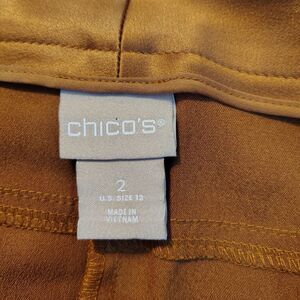 chico's®
2
U.S. SIZE 12
MADE IN
VIETNAM